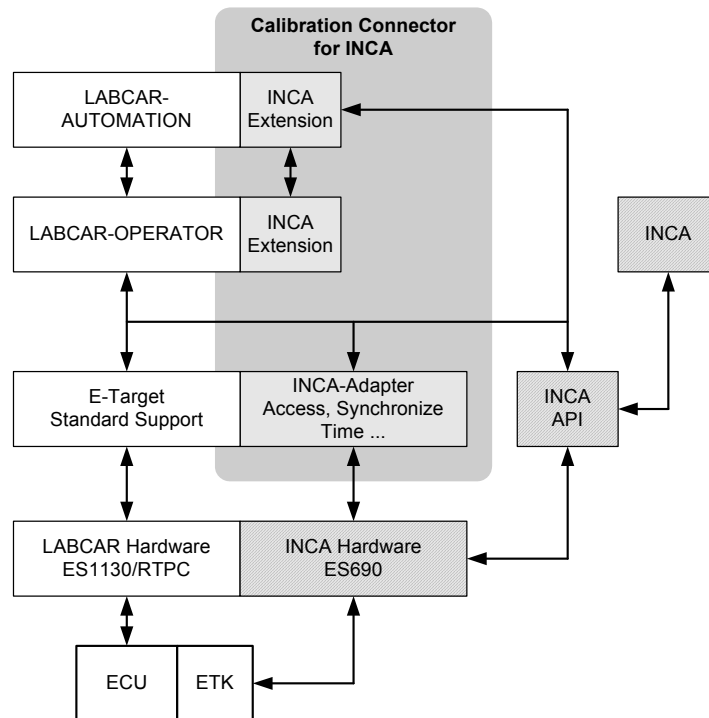 Calibration Connector
for INCA
LABCAR-
AUTOMATION
INCA
Extension
LABCAR-OPERATOR
INCA
Extension
INCA
E-Target
Standard Support
INCA-Adapter
Access, Synchronize
Time ...
INCA
API
LABCAR Hardware
ES1130/RTPC
INCA Hardware
ES690
ECU
ETK